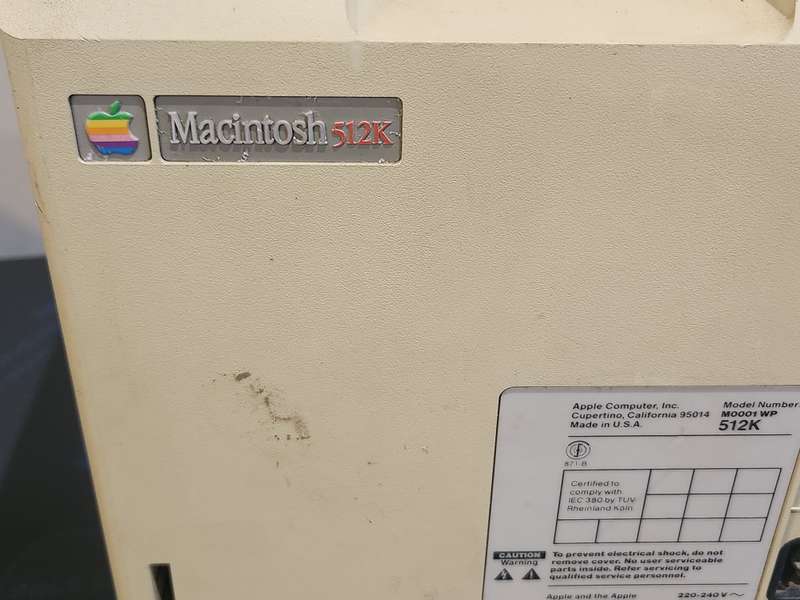 Macintosh 512K
Apple Computer, Inc.
Cupertino, California 95014
Made in U.S.A.
Model Number:
M0001 WP
512K
871-B
Certified to
comply with
IEC 380 by TUV-
Rheinland Köln.
CAUTION
Warning
To prevent electrical shock, do not
remove cover. No user serviceable
parts inside. Refer servicing to
qualified service personnel.
Apple and the Apple
220-240 V ~